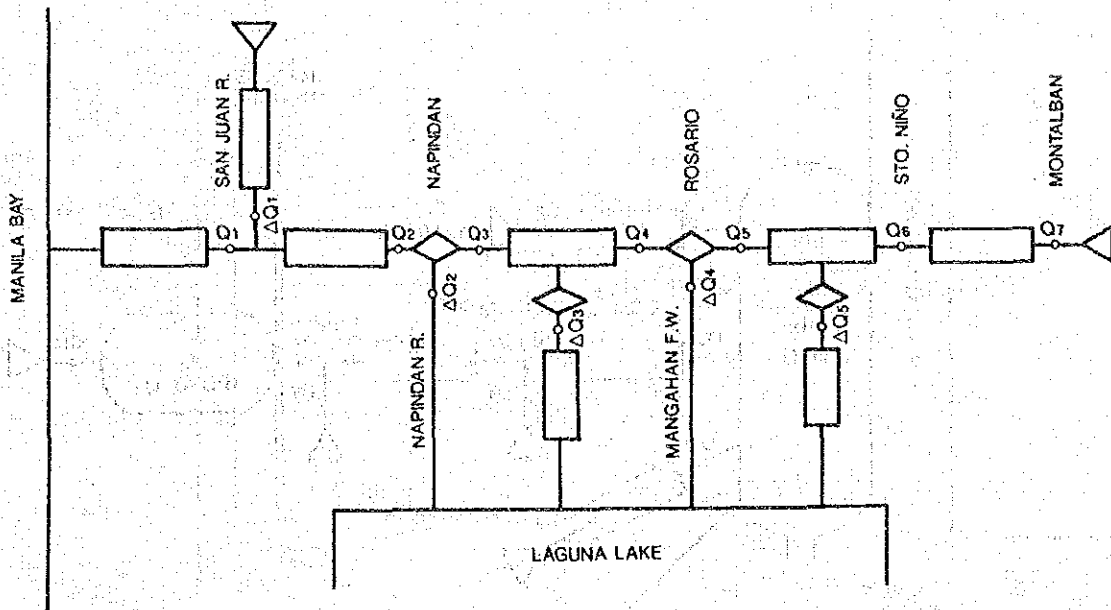 MANILA BAY
SAN JUAN R.
NAPINDAN
ROSARIO
STO. NIÑO
MONTALBAN
Q1
ΔQ1
Q2
Q3
Q4
Q5
Q6
Q7
ΔQ2
ΔQ3
ΔQ4
ΔQ5
NAPINDAN R.
MANGAHAN F.W.
LAGUNA LAKE